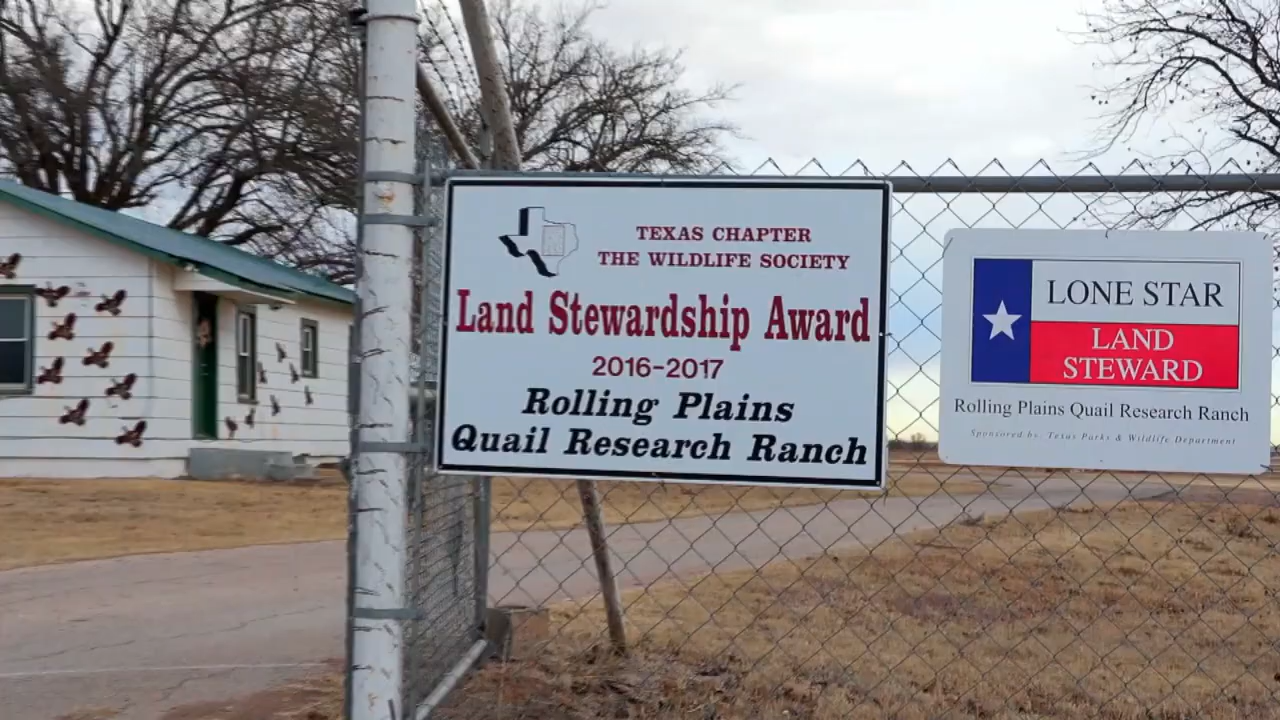 TEXAS CHAPTER
THE WILDLIFE SOCIETY
Land Stewardship Award
2016-2017
Rolling Plains
Quail Research Ranch
LONE STAR
LAND
STEWARD
Rolling Plains Quail Research Ranch
Sponsored by: Texas Parks & Wildlife Department